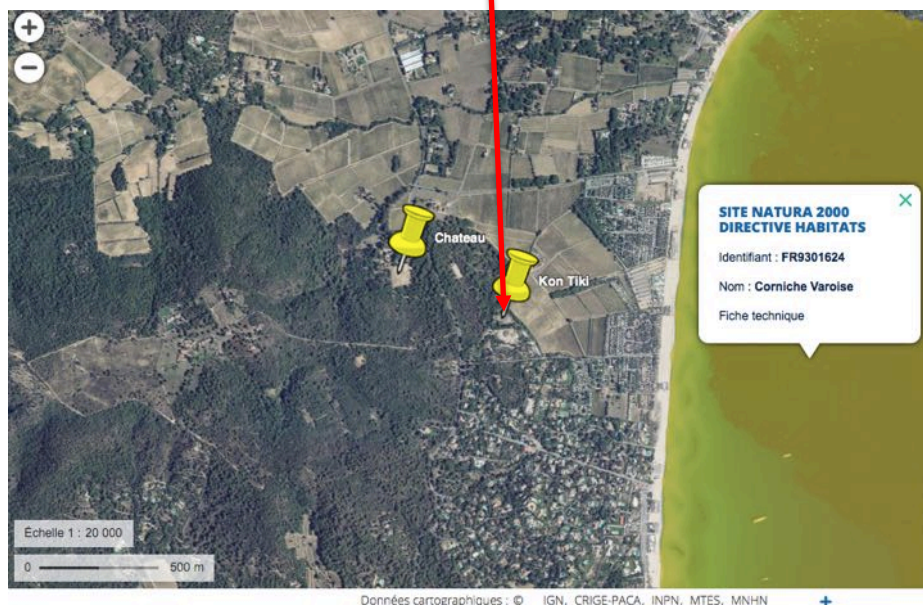 +
−
Chateau
Kon Tiki
×
SITE NATURA 2000
DIRECTIVE HABITATS
Identifiant : FR9301624
Nom : Corniche Varoise
Fiche technique
Échelle 1 : 20 000
0 500 m
Données cartographiques : © IGN, CRIGE-PACA, INPN, MTES, MNHN +